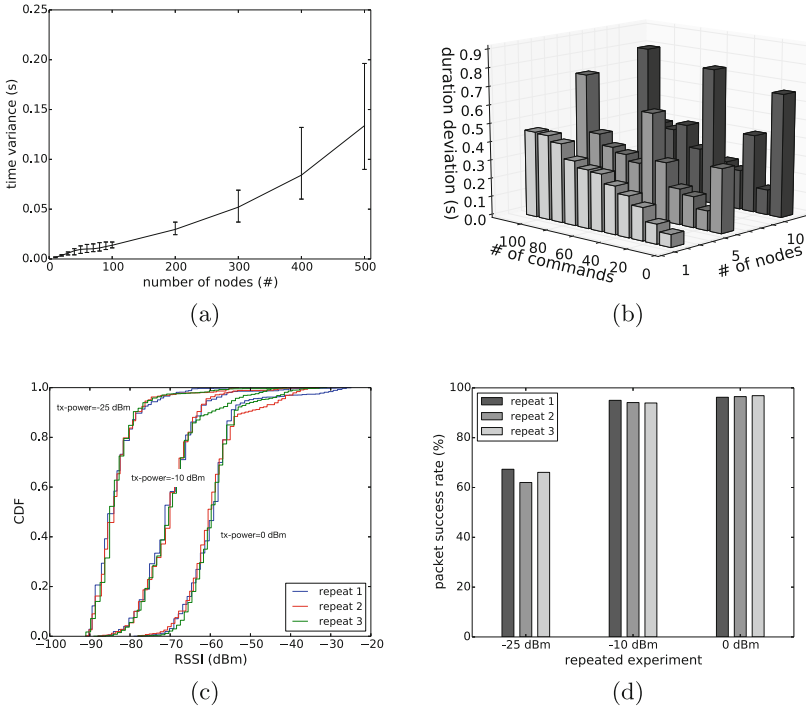 0.25
0.20
0.15
0.10
0.05
0.00
time variance (s)
0
100
200
300
400
500
number of nodes (#)
(a)
0.9
0.8
0.7
0.6
0.5
0.4
0.3
0.2
0.1
0.0
duration deviation (s)
100
80
60
40
20
0
# of commands
1
5
10
# of nodes
(b)
1.0
0.8
0.6
0.4
0.2
0.0
CDF
tx-power=-25 dBm
tx-power=-10 dBm
tx-power=0 dBm
repeat 1
repeat 2
repeat 3
−100
−90
−80
−70
−60
−50
−40
−30
−20
RSSI (dBm)
(c)
100
80
60
40
20
0
packet success rate (%)
repeat 1
repeat 2
repeat 3
-25 dBm
-10 dBm
0 dBm
repeated experiment
(d)